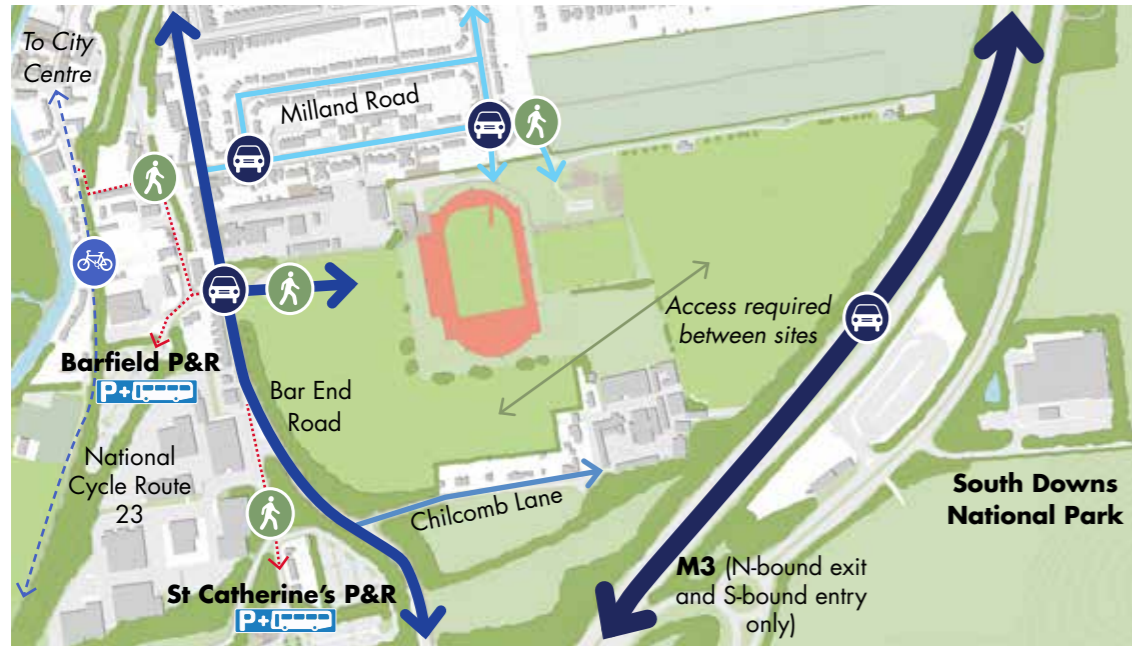 To City
Centre
Milland Road
Access required
between sites
Barfield P&R
P+
Bar End
Road
National
Cycle Route
23
Chilcomb Lane
South Downs
National Park
M3 (N-bound exit
and S-bound entry
only)
St Catherine's P&R
P+